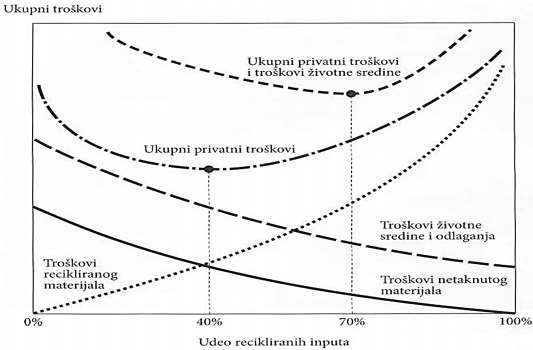 Ukupni troškovi
Ukupni privatni troškovi
i troškovi životne sredine
Ukupni privatni troškovi
Troškovi životne
sredine i odlaganja
Troškovi
recikliranog
materijala
Troškovi netaknutog
materijala
0%
40%
70%
100%
Udeo recikliranih inputa